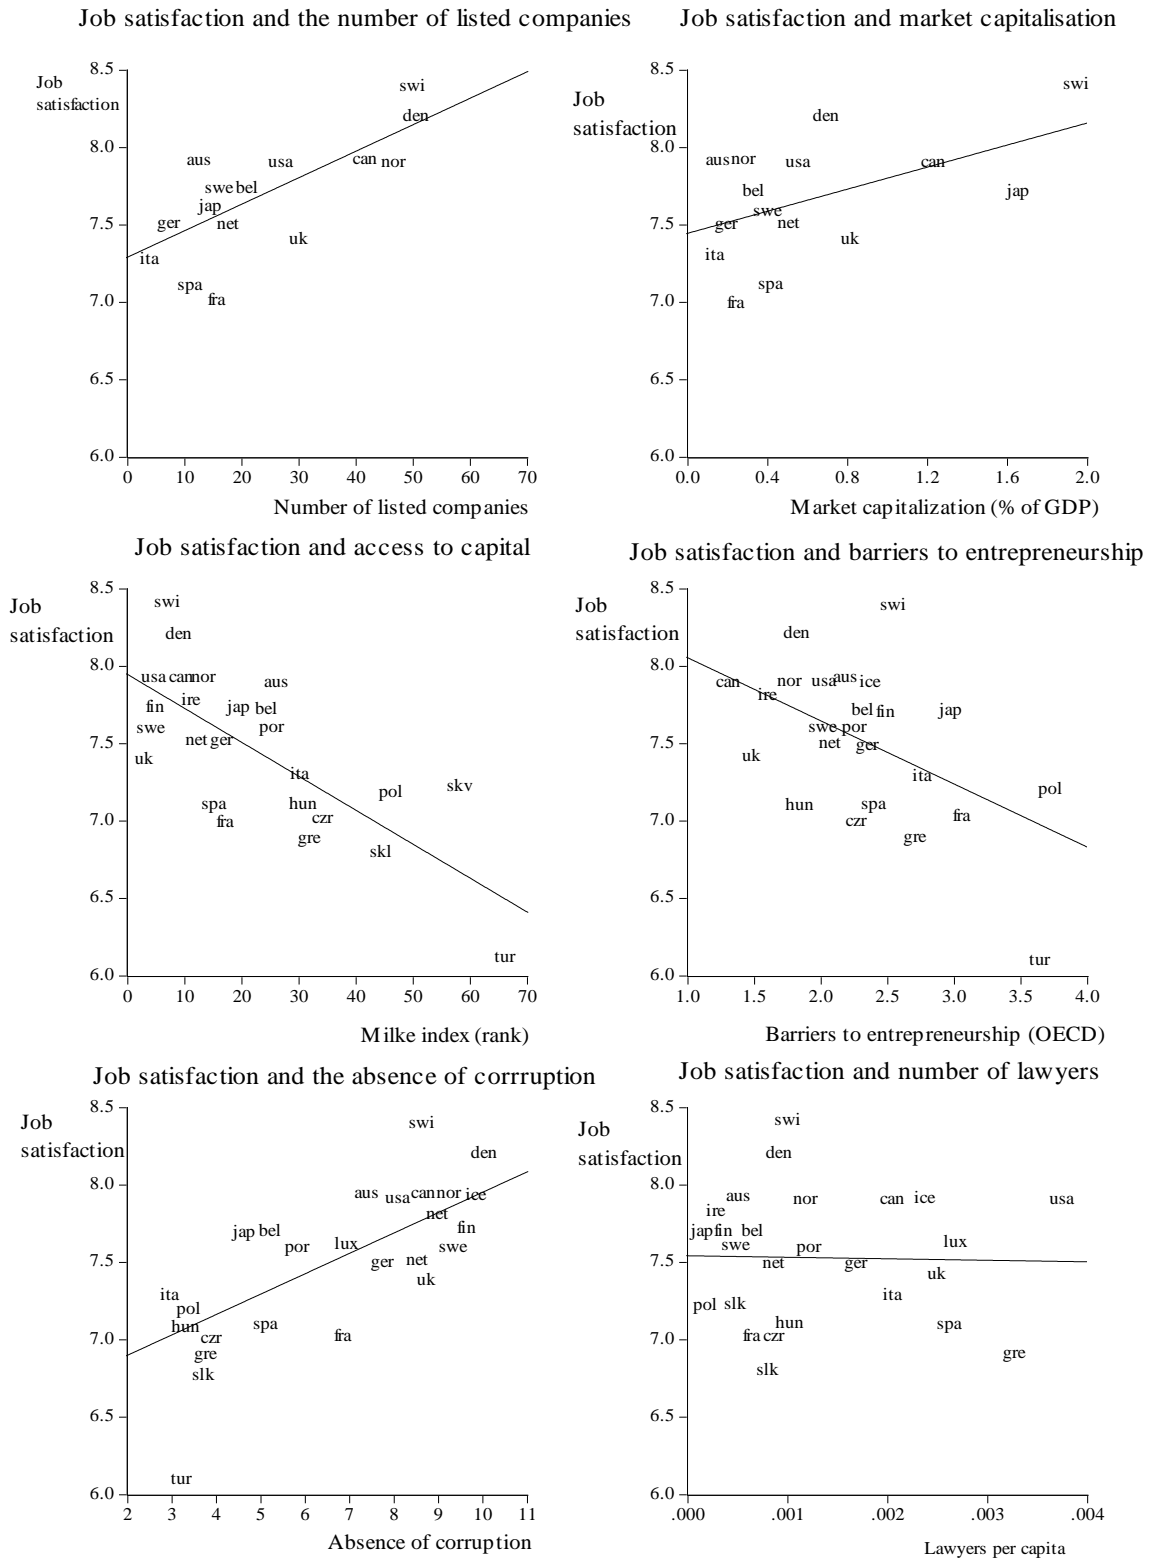 Job satisfaction and the number of listed companies
Job
satisfaction
8.5
8.0
7.5
7.0
6.5
6.0
swi
den
aus
usa
can nor
swe bel
jap
ger
net
uk
ita
spa
fra
0 10 20 30 40 50 60 70
Number of listed companies
Job satisfaction and market capitalisation
Job
satisfaction
8.5
8.0
7.5
7.0
6.5
6.0
swi
den
aus nor
usa
can
bel
jap
swe
ger
net
uk
ita
spa
fra
0.0 0.4 0.8 1.2 1.6 2.0
Market capitalization (% of GDP)
Job satisfaction and access to capital
Job
satisfaction
8.5
8.0
7.5
7.0
6.5
6.0
swi
den
usa can nor
aus
ire
fin
jap bel
swe
por
net ger
uk
ita
pol
skv
spa
hun
fra
czr
gre
skl
tur
0 10 20 30 40 50 60 70
Milke index (rank)
Job satisfaction and barriers to entrepreneurship
Job
satisfaction
8.5
8.0
7.5
7.0
6.5
6.0
swi
den
can
nor
usa
aus
ice
ire
bel fin
jap
swe por
net
ger
uk
ita
pol
hun
spa
czr
fra
gre
tur
1.0 1.5 2.0 2.5 3.0 3.5 4.0
Barriers to entrepreneurship (OECD)
Job satisfaction and the absence of corrruption
Job
satisfaction
8.5
8.0
7.5
7.0
6.5
6.0
swi
den
aus
usa
can nor
ice
net
jap bel
fin
por
lux
swe
ger
net
uk
ita
pol
hun
spa
czr
fra
gre
slk
tur
2 3 4 5 6 7 8 9 10 11
Absence of corruption
Job satisfaction and number of lawyers
Job
satisfaction
8.5
8.0
7.5
7.0
6.5
6.0
swi
den
aus
nor
can
ice
usa
ire
jap fin bel
swe
por
lux
net
ger
uk
ita
pol
slk
hun
spa
fra czr
gre
slk
.000 .001 .002 .003 .004
Lawyers per capita